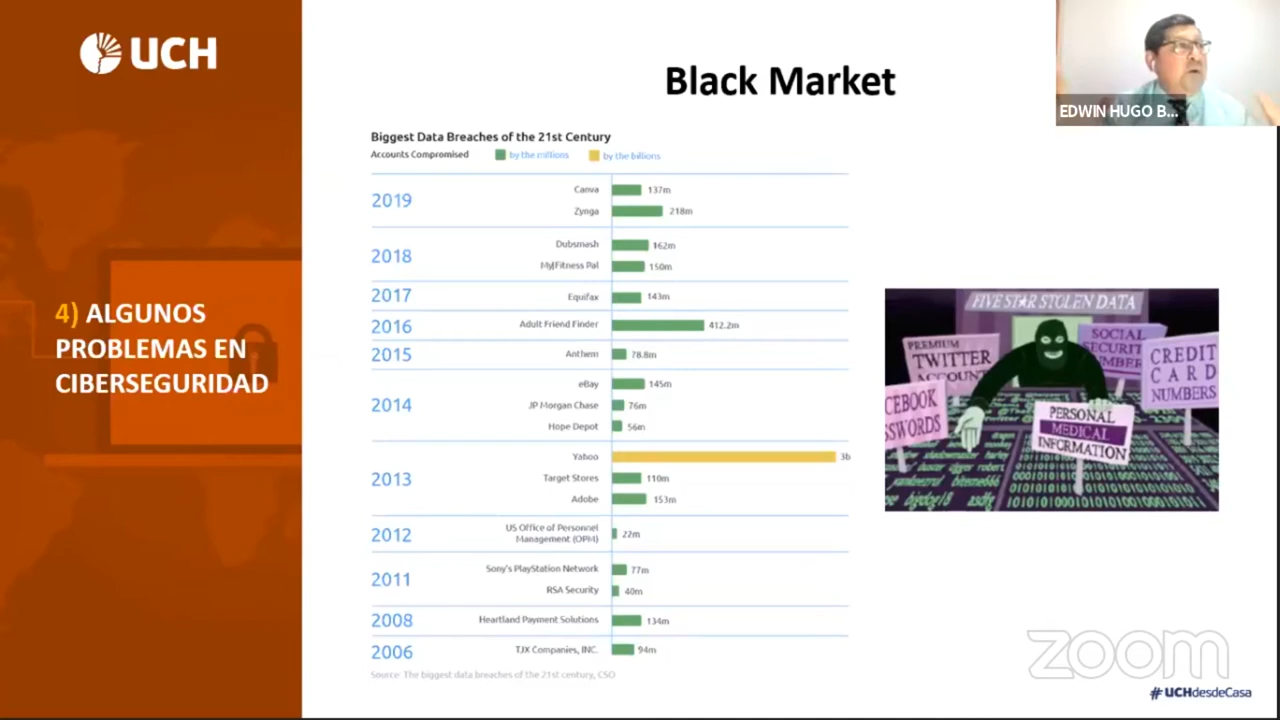 UCH
Black Market
EDWIN HUGO B...
4) ALGUNOS
PROBLEMAS EN
CIBERSEGURIDAD
Biggest Data Breaches of the 21st Century
Accounts Compromised by the millions by the billions
2019
Canva 137m
Zynga 218m
2018
Dubsmash 162m
MyFitness Pal 150m
2017
Equifax 143m
2016
Adult Friend Finder 412.2m
2015
Anthem 78.8m
2014
eBay 145m
JP Morgan Chase 76m
Hope Depot 56m
2013
Yahoo 3b
Target Stores 110m
Adobe 153m
2012
US Office of Personnel
Management (OPM) 22m
2011
Sony's PlayStation Network 77m
RSA Security 40m
2008
Heartland Payment Solutions 134m
2006
TJX Companies, INC. 94m
Source: The biggest data breaches of the 21st century, CSO
FIVE STAR STOLEN DATA
PREMIUM
TWITTER
ACCOUNT
SOCIAL
SECURIT
NUMBER
CREDIT
CARD
NUMBERS
CEBOOK
SSWORDS
PERSONAL
MEDICAL
INFORMATION
zoom
#UCHdesdeCasa